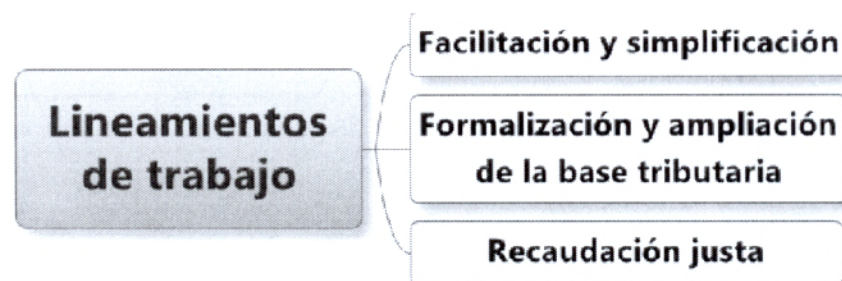 Lineamientos
de trabajo
Facilitación y simplificación
Formalización y ampliación
de la base tributaria
Recaudación justa